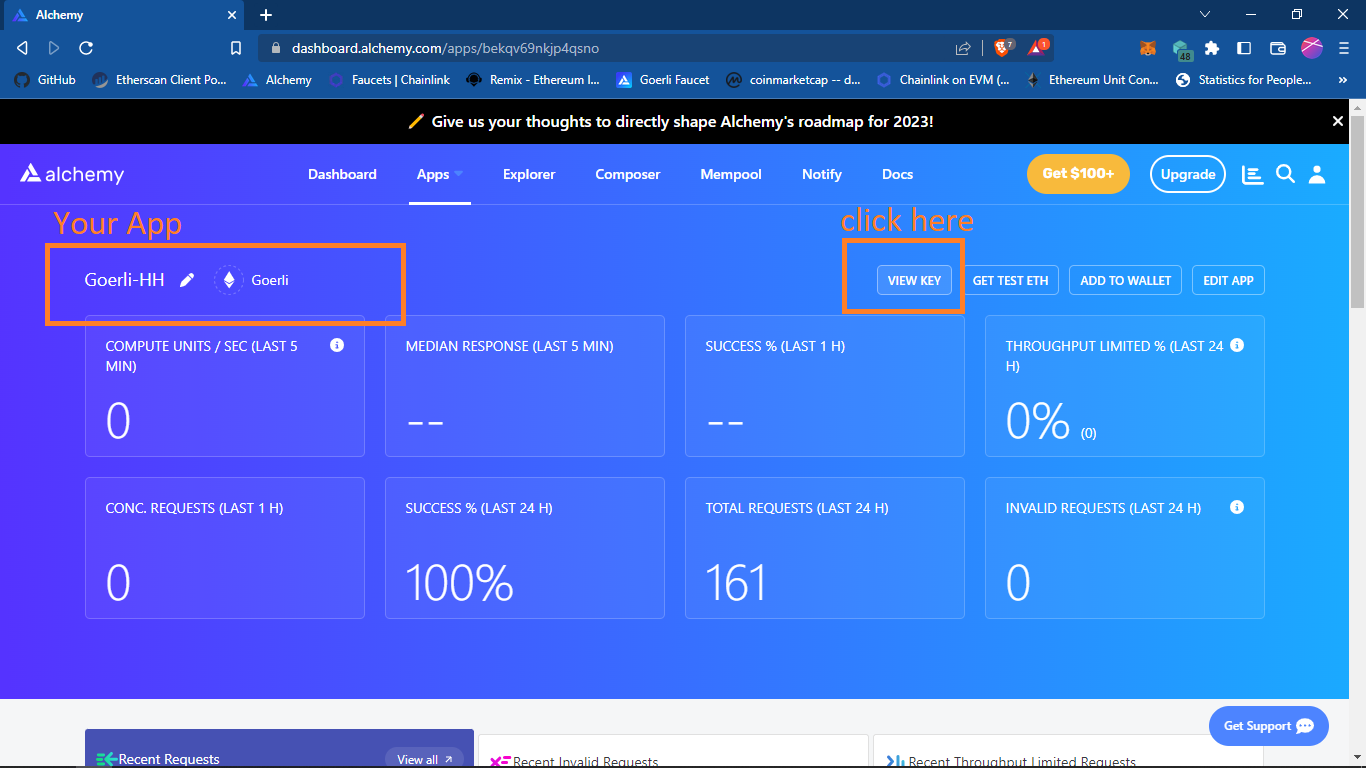 Alchemy
dashboard.alchemy.com/apps/bekqv69nkjp4qsno
7
1
48
GitHub
Etherscan Client Po...
Alchemy
Faucets | Chainlink
Remix - Ethereum I...
Goerli Faucet
coinmarketcap -- d...
Chainlink on EVM (...
Ethereum Unit Con...
Statistics for People...
»
Give us your thoughts to directly shape Alchemy's roadmap for 2023!
alchemy
Dashboard
Apps
Explorer
Composer
Mempool
Notify
Docs
Get $100+
Upgrade
Your App
click here
Goerli-HH
Goerli
VIEW KEY
GET TEST ETH
ADD TO WALLET
EDIT APP
COMPUTE UNITS / SEC (LAST 5
MIN)
0
MEDIAN RESPONSE (LAST 5 MIN)
--
SUCCESS % (LAST 1 H)
--
THROUGHPUT LIMITED % (LAST 24
H)
0% (0)
CONC. REQUESTS (LAST 1 H)
0
SUCCESS % (LAST 24 H)
100%
TOTAL REQUESTS (LAST 24 H)
161
INVALID REQUESTS (LAST 24 H)
0
Get Support
Recent Requests
View all
Recent Invalid Requests
Recent Throughput Limited Requests